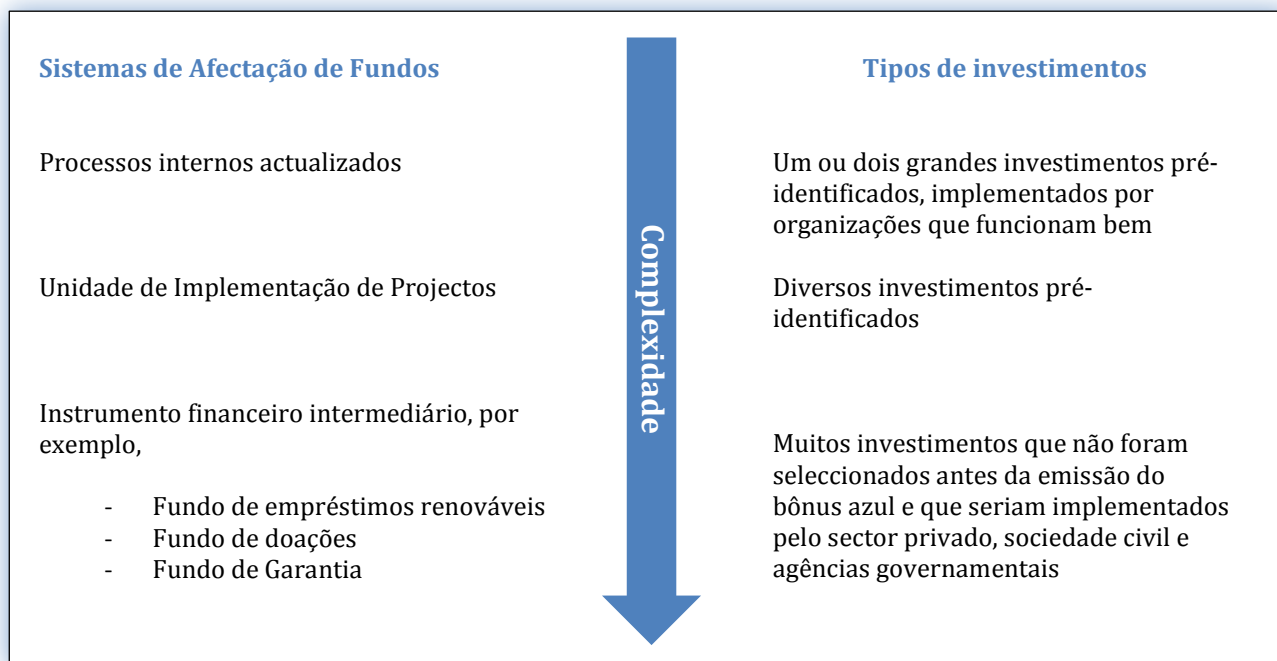 Sistemas de Afectação de Fundos
Tipos de investimentos
Processos internos actualizados
Um ou dois grandes investimentos pré-
identificados, implementados por
organizações que funcionam bem
Unidade de Implementação de Projectos
Diversos investimentos pré-
identificados
Instrumento financeiro intermediário, por
exemplo,
- Fundo de empréstimos renováveis
- Fundo de doações
- Fundo de Garantia
Muitos investimentos que não foram
seleccionados antes da emissão do
bônus azul e que seriam implementados
pelo sector privado, sociedade civil e
agências governamentais
Complexidade